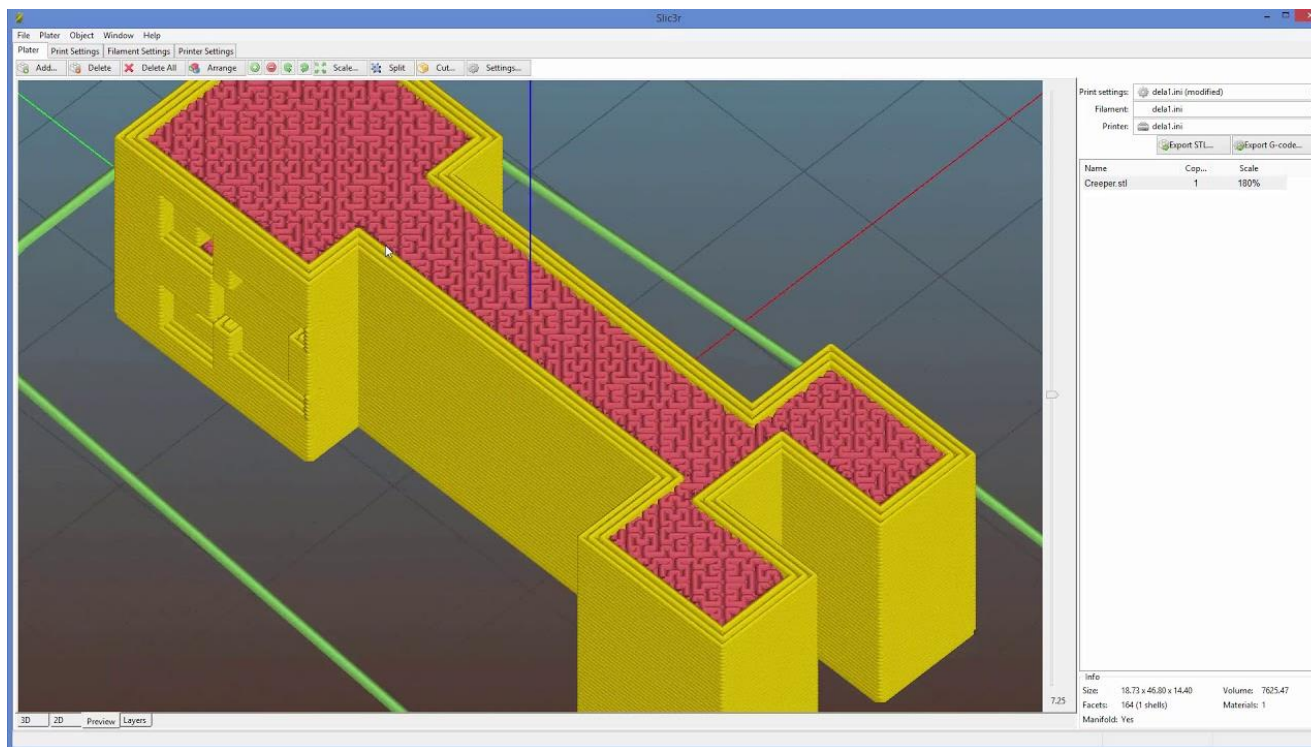 Slic3r
File Plater Object Window Help
Plater Print Settings Filament Settings Printer Settings
Add... Delete Delete All Arrange Scale... Split Cut... Settings...
Print settings: dela1.ini (modified)
Filament: dela1.ini
Printer: dela1.ini
Export STL... Export G-code...
Name Cop... Scale
Creeper.stl 1 180%
7.25
Info
Size: 18.73 x 46.80 x 14.40 Volume: 7625.47
Facets: 164 (1 shells) Materials: 1
Manifold: Yes
3D 2D Preview Layers